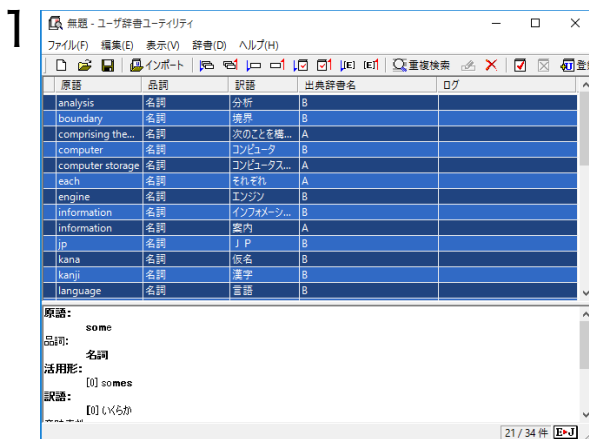 1
無題 - ユーザ辞書ユーティリティ
ファイル(F) 編集(E) 表示(V) 辞書(D) ヘルプ(H)
インポート 重複検索 登
原語 品詞 訳語 出典辞書名 ログ
analysis 名詞 分析 B
boundary 名詞 境界 B
comprising the... 名詞 次のことを構... A
computer 名詞 コンピュータ B
computer storage 名詞 コンピュータス... A
each 名詞 それぞれ A
engine 名詞 エンジン B
information 名詞 インフォメーシ... B
information 名詞 案内 A
jp 名詞 ＪＰ B
kana 名詞 仮名 B
kanji 名詞 漢字 B
language 名詞 言語 B
原語:
some
品詞:
名詞
活用形:
[0] somes
訳語:
[0] いくらか
21 / 34 件 E▸J